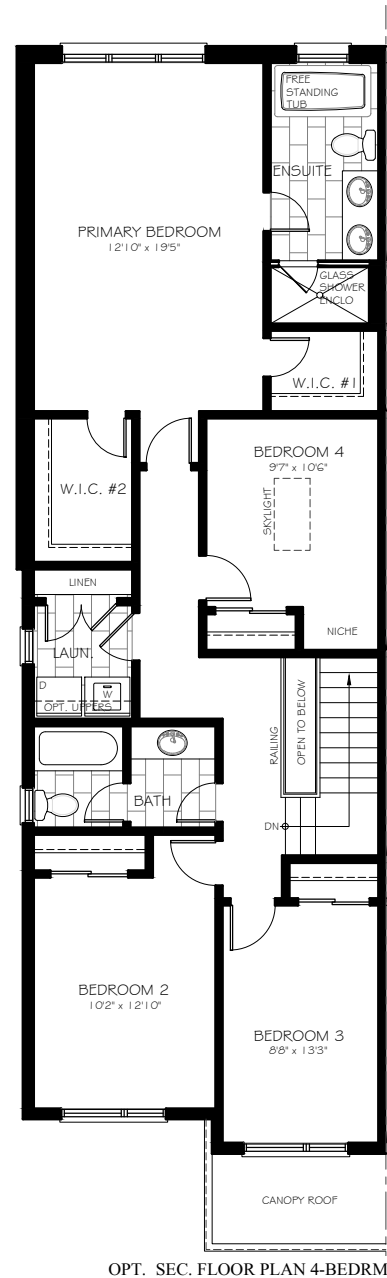 FREE
STANDING
TUB
ENSUITE
PRIMARY BEDROOM
12'10" x 19'5"
GLASS
SHOWER
ENCLO
W.I.C. #1
BEDROOM 4
9'7" x 10'6"
SKYLIGHT
W.I.C. #2
LINEN
NICHE
LAUN.
D
W
OPT. UPPERS
RAILING
OPEN TO BELOW
BATH
DN
BEDROOM 2
10'2" x 12'10"
BEDROOM 3
8'8" x 13'3"
CANOPY ROOF
OPT. SEC. FLOOR PLAN 4-BEDRM